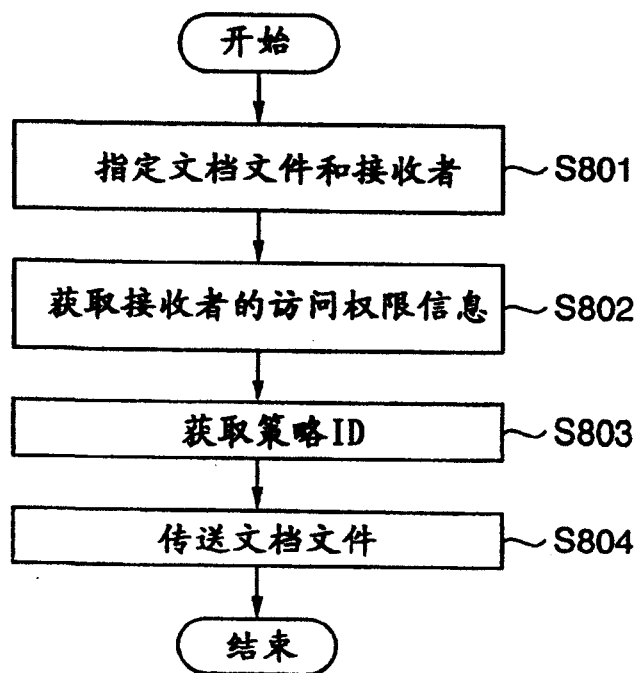 开始
指定文档文件和接收者
S801
获取接收者的访问权限信息
S802
获取策略ID
S803
传送文档文件
S804
结束